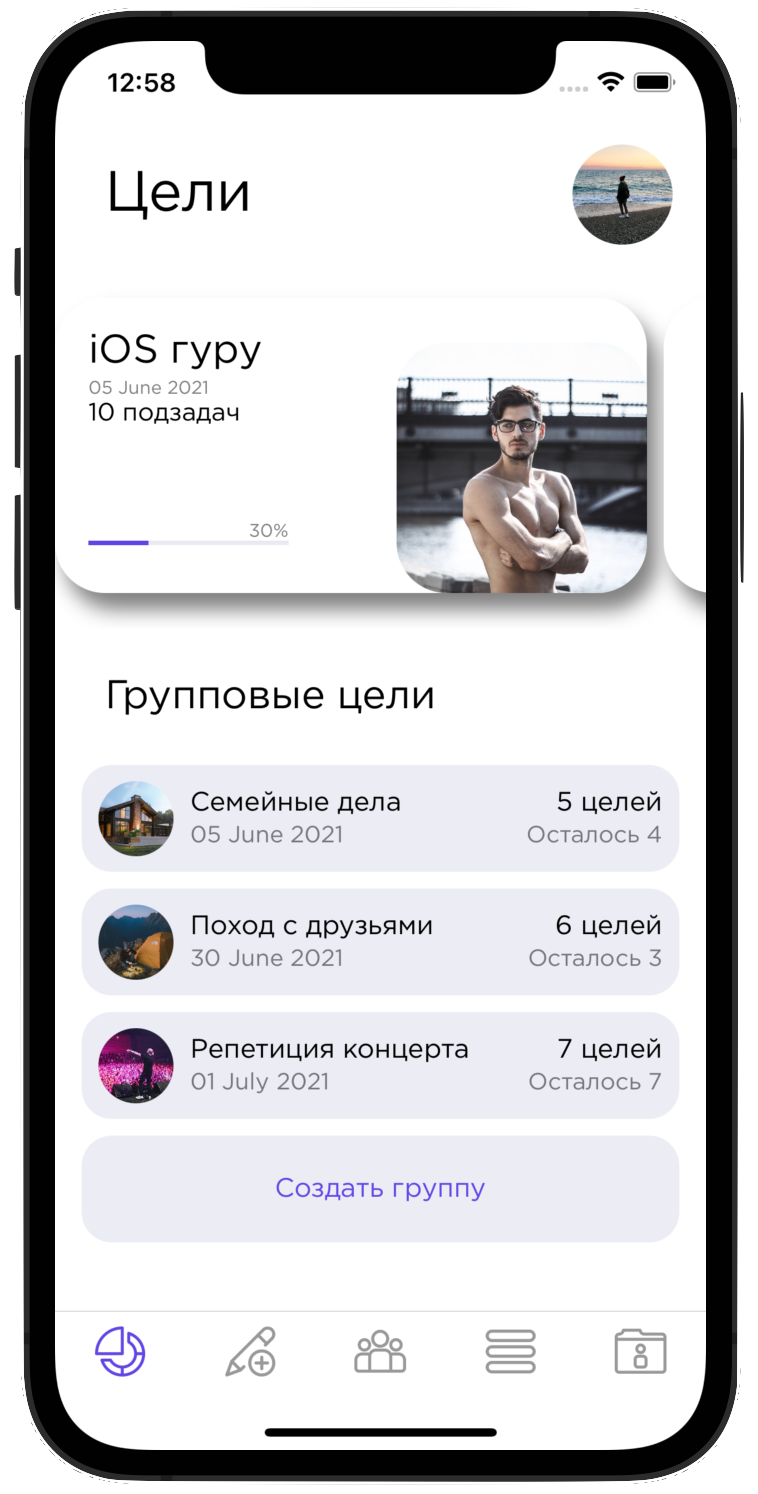 12:58
Цели
iOS гуру
05 June 2021
10 подзадач
30%
Групповые цели
Семейные дела
5 целей
05 June 2021
Осталось 4
Поход с друзьями
6 целей
30 June 2021
Осталось 3
Репетиция концерта
7 целей
01 July 2021
Осталось 7
Создать группу